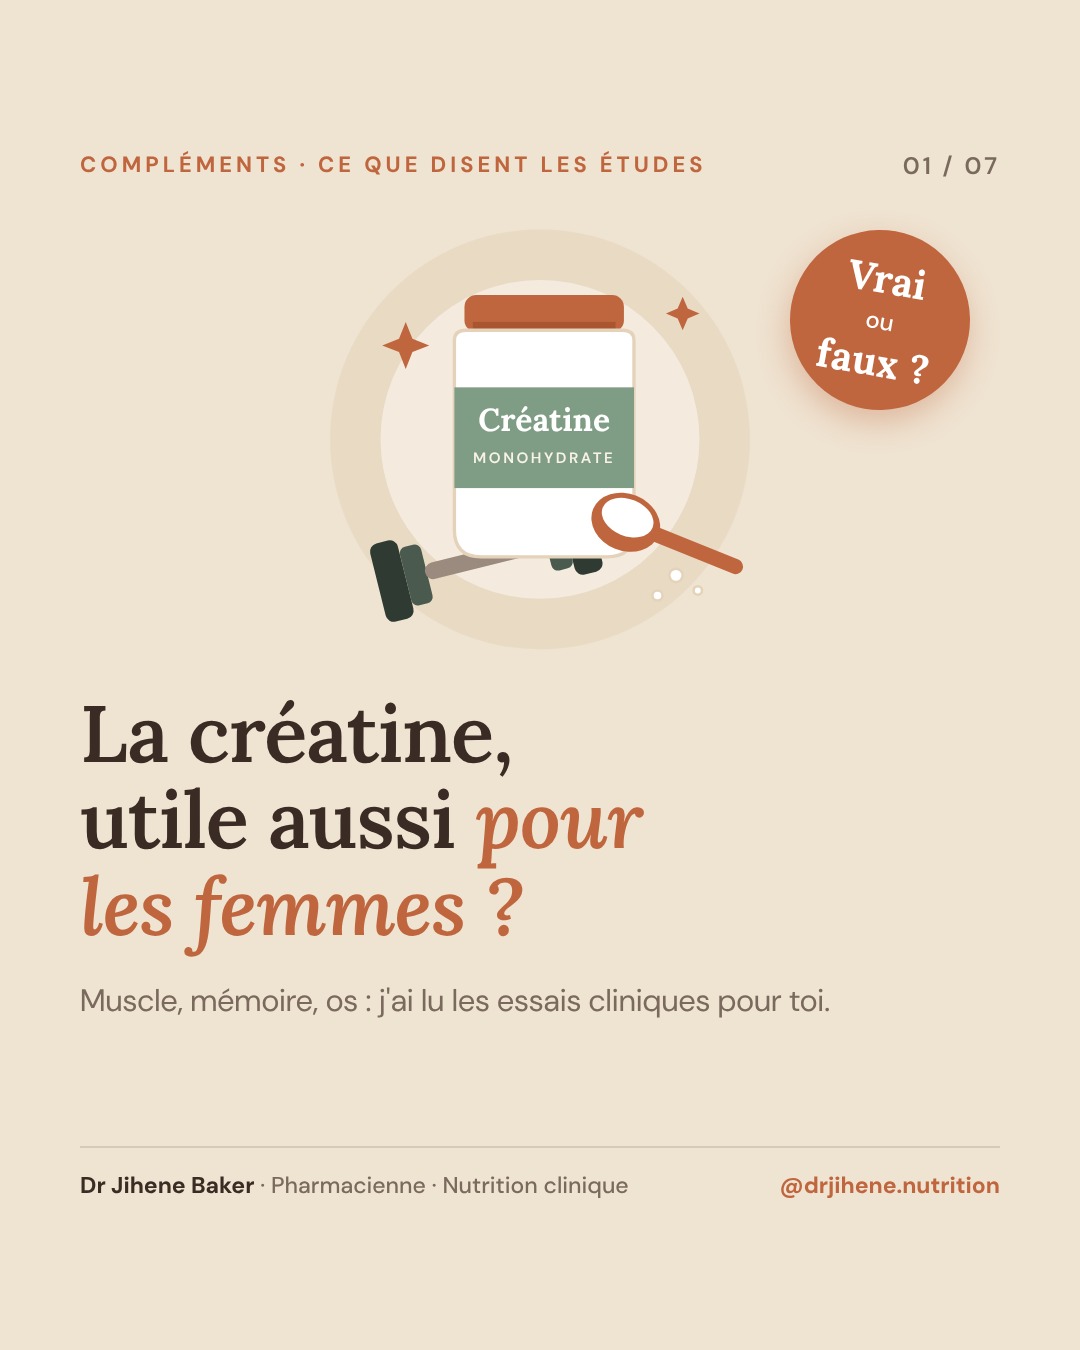 COMPLÉMENTS · CE QUE DISENT LES ÉTUDES
01 / 07
Vrai
ou
faux ?
Créatine
MONOHYDRATE
La créatine,
utile aussi pour
les femmes ?
Muscle, mémoire, os : j'ai lu les essais cliniques pour toi.
Dr Jihene Baker · Pharmacienne · Nutrition clinique
@drjihene.nutrition